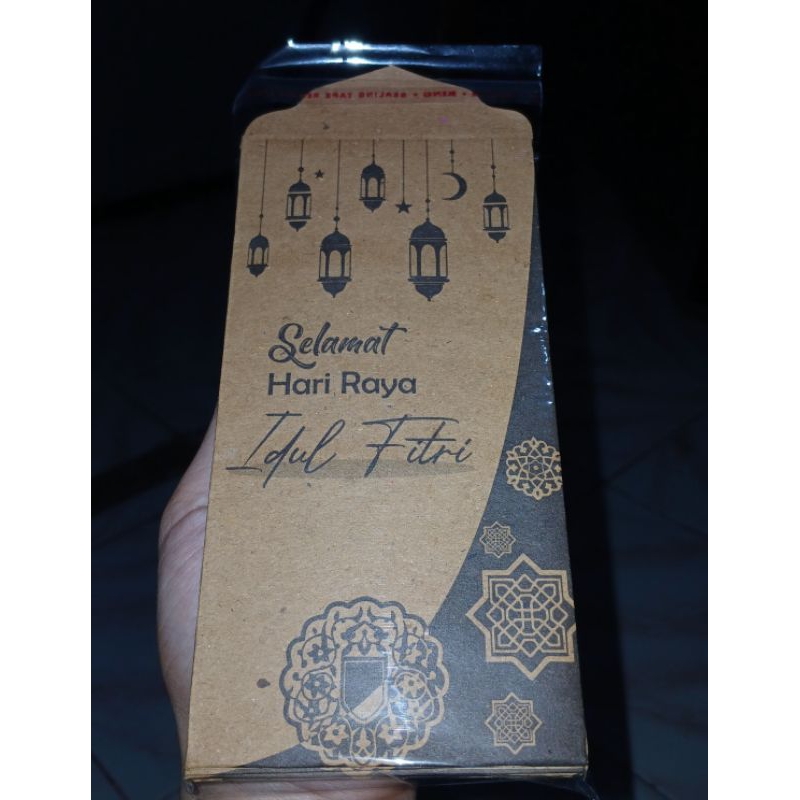 Selamat
Hari Raya
Idul Fitri